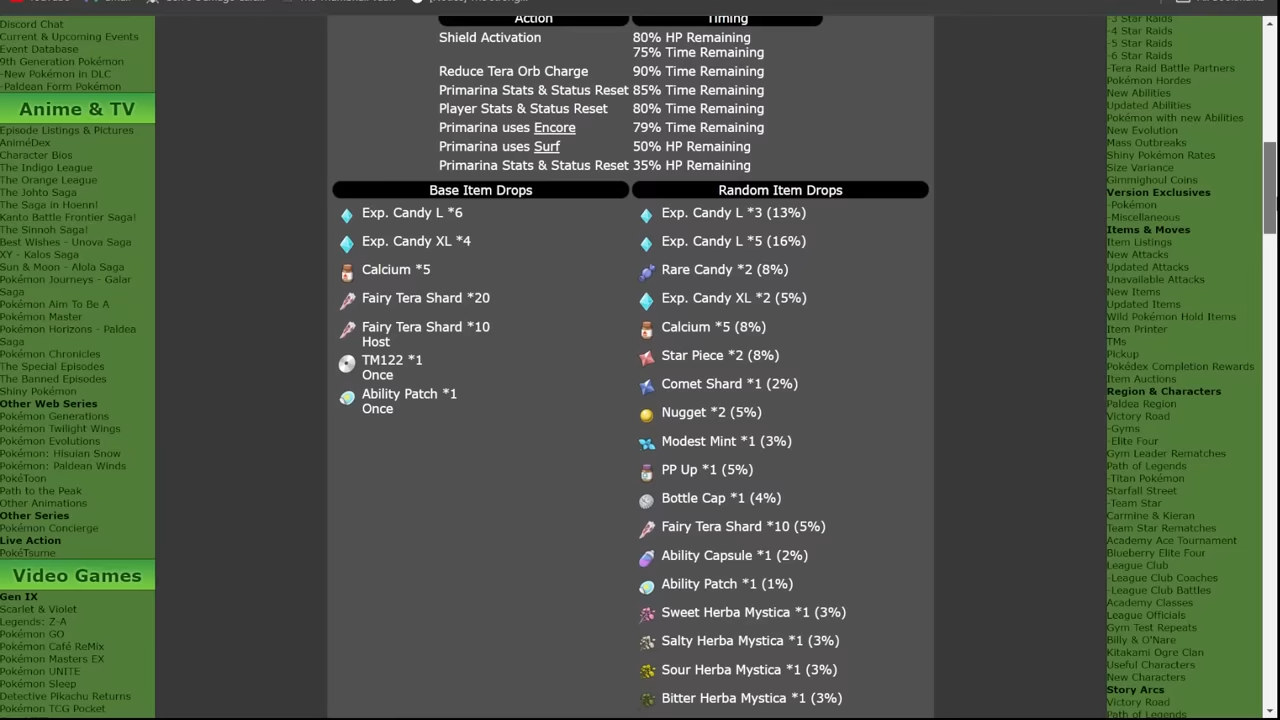 Discord Chat
Current & Upcoming Events
Event Database
9th Generation Pokémon
-New Pokémon in DLC
-Paldean Form Pokémon
Anime & TV
Episode Listings & Pictures
AniméDex
Character Bios
The Indigo League
The Orange League
The Johto Saga
The Saga in Hoenn!
Kanto Battle Frontier Saga!
The Sinnoh Saga!
Best Wishes - Unova Saga
XY - Kalos Saga
Sun & Moon - Alola Saga
Pokémon Journeys - Galar
Saga
Pokémon Aim To Be A
Pokémon Master
Pokémon Horizons - Paldea
Saga
Pokémon Chronicles
The Special Episodes
The Banned Episodes
Shiny Pokémon
Other Web Series
Pokémon Generations
Pokémon Twilight Wings
Pokémon Evolutions
Pokémon: Hisuian Snow
Pokémon: Paldean Winds
PokéToon
Path to the Peak
Other Animations
Other Series
Pokémon Concierge
Live Action
PokéTsume
Video Games
Gen IX
Scarlet & Violet
Legends: Z-A
Pokémon GO
Pokémon Café ReMix
Pokémon Masters EX
Pokémon UNITE
Pokémon Sleep
Detective Pikachu Returns
Pokémon TCG Pocket
Action Timing
Shield Activation 80% HP Remaining
75% Time Remaining
Reduce Tera Orb Charge 90% Time Remaining
Primarina Stats & Status Reset 85% Time Remaining
Player Stats & Status Reset 80% Time Remaining
Primarina uses Encore 79% Time Remaining
Primarina uses Surf 50% HP Remaining
Primarina Stats & Status Reset 35% HP Remaining
Base Item Drops
Exp. Candy L *6
Exp. Candy XL *4
Calcium *5
Fairy Tera Shard *20
Fairy Tera Shard *10
Host
TM122 *1
Once
Ability Patch *1
Once
Random Item Drops
Exp. Candy L *3 (13%)
Exp. Candy L *5 (16%)
Rare Candy *2 (8%)
Exp. Candy XL *2 (5%)
Calcium *5 (8%)
Star Piece *2 (8%)
Comet Shard *1 (2%)
Nugget *2 (5%)
Modest Mint *1 (3%)
PP Up *1 (5%)
Bottle Cap *1 (4%)
Fairy Tera Shard *10 (5%)
Ability Capsule *1 (2%)
Ability Patch *1 (1%)
Sweet Herba Mystica *1 (3%)
Salty Herba Mystica *1 (3%)
Sour Herba Mystica *1 (3%)
Bitter Herba Mystica *1 (3%)
-3 Star Raids
-4 Star Raids
-5 Star Raids
-6 Star Raids
-Tera Raid Battle Partners
Pokémon Hordes
New Abilities
Updated Abilities
Pokémon with new Abilities
New Evolution
Mass Outbreaks
Shiny Pokémon Rates
Size Variance
Gimmighoul Coins
Version Exclusives
-Pokémon
-Miscellaneous
Items & Moves
Item Listings
New Attacks
Updated Attacks
Unavailable Attacks
New Items
Updated Items
Wild Pokémon Hold Items
Item Printer
TMs
Pickup
Pokédex Completion Rewards
Item Auctions
Region & Characters
Paldea Region
Victory Road
-Gyms
-Elite Four
Gym Leader Rematches
Path of Legends
-Titan Pokémon
Starfall Street
-Team Star
Carmine & Kieran
Team Star Rematches
Academy Ace Tournament
Blueberry Elite Four
League Club
-League Club Coaches
-League Club Battles
Academy Classes
League Officials
Gym Test Repeats
Billy & O'Nare
Kitakami Ogre Clan
Useful Characters
New Characters
Story Arcs
Victory Road
Path of Legends